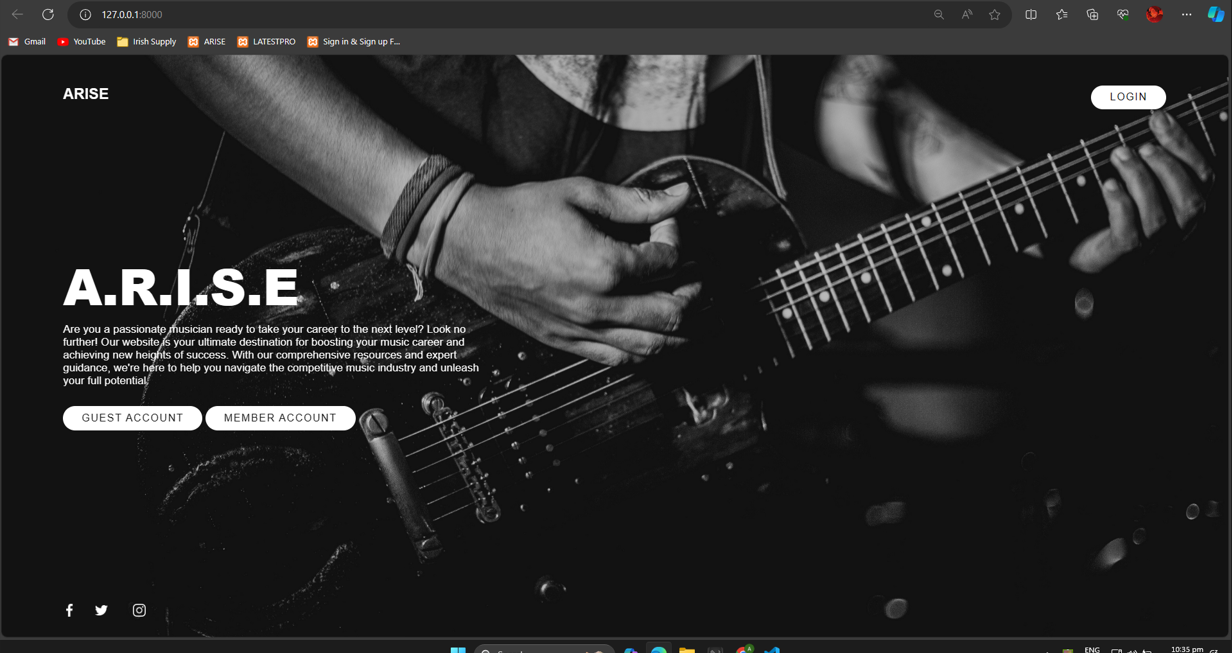 127.0.0.1:8000
Gmail
YouTube
Irish Supply
ARISE
LATESTPRO
Sign in & Sign up F...
ARISE
LOGIN
A.R.I.S.E
Are you a passionate musician ready to take your career to the next level? Look no
further! Our website is your ultimate destination for boosting your music career and
achieving new heights of success. With our comprehensive resources and expert
guidance, we're here to help you navigate the competitive music industry and unleash
your full potential.
GUEST ACCOUNT MEMBER ACCOUNT
ENG
10:35 pm